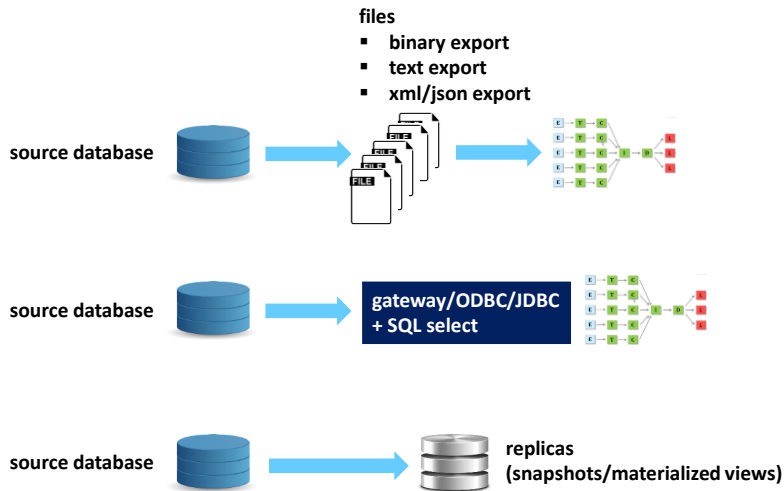 files
▪ binary export
▪ text export
▪ xml/json export
source database
FILE
FILE
FILE
FILE
FILE
E T C
E T C
E T C I D
E T C
E T C
L
L
L
source database
gateway/ODBC/JDBC
+ SQL select
E T C
E T C
E T C I D
E T C
E T C
L
L
L
source database
replicas
(snapshots/materialized views)